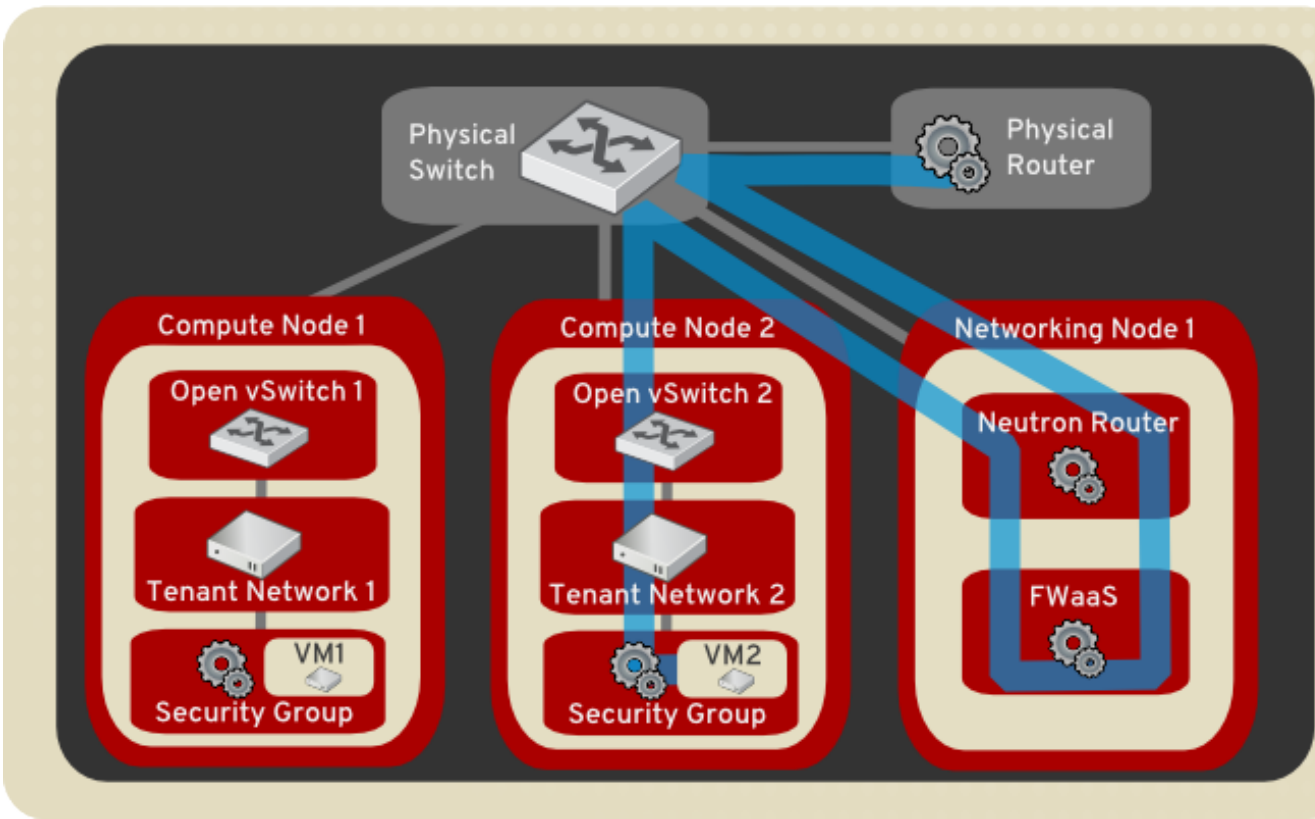 Physical
Switch
Physical
Router
Compute Node 1
Open vSwitch 1
Tenant Network 1
VM1
Security Group
Compute Node 2
Open vSwitch 2
Tenant Network 2
VM2
Security Group
Networking Node 1
Neutron Router
FWaaS